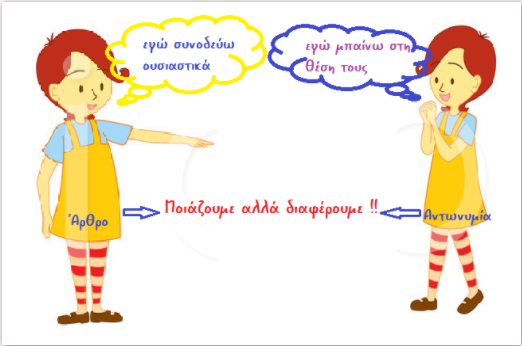 εγώ συνοδεύω
ουσιαστικά
εγώ μπαίνω στη
θέση τους
Ποιάζουμε αλλά διαφέρουμε !!
Άρθρο
Αντωνυμία